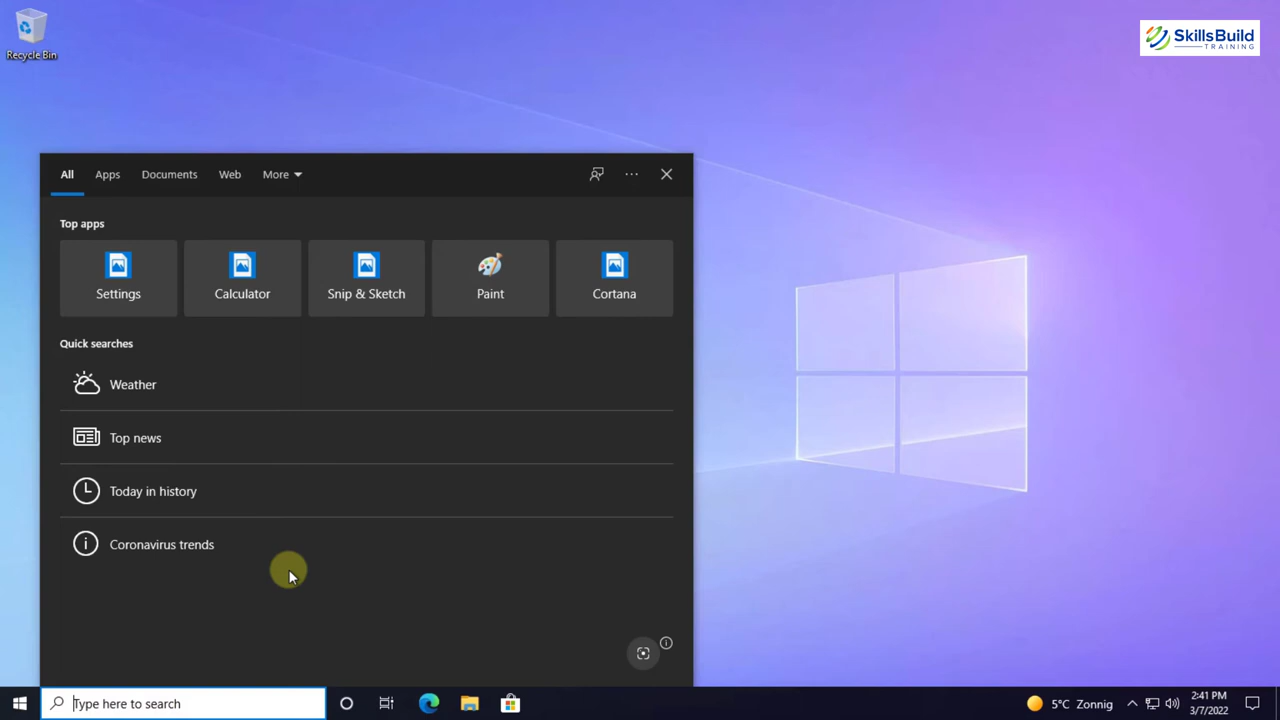 Recycle Bin
SkillsBuild
TRAINING
All Apps Documents Web More
Top apps
Settings Calculator Snip & Sketch Paint Cortana
Quick searches
Weather
Top news
Today in history
Coronavirus trends
Type here to search
5°C Zonnig
2:41 PM
3/7/2022